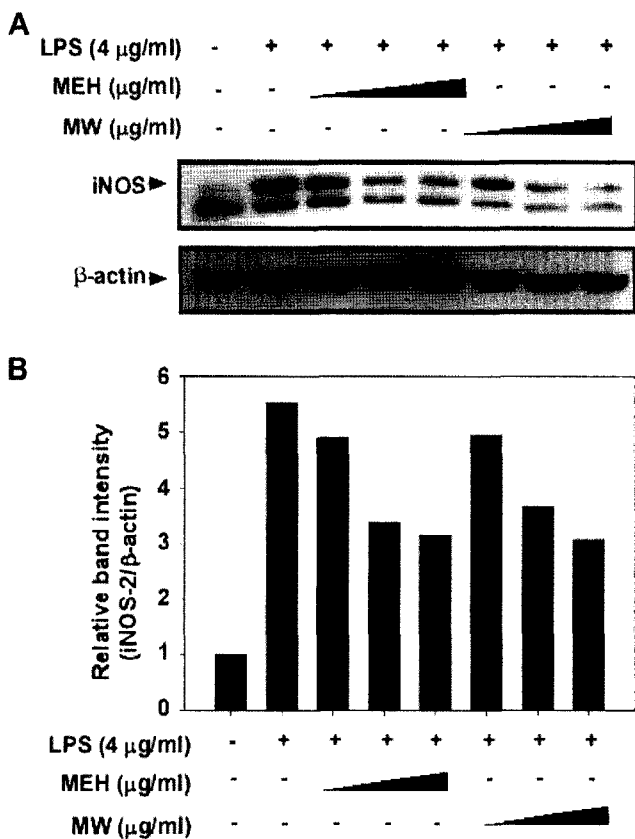 A
LPS (4 μg/ml) - + + + + + + +
MEH (μg/ml) - - - - -
MW (μg/ml) - - - - -
iNOS
β-actin
B
6
5
4
3
2
1
0
Relative band intensity
(iNOS-2/β-actin)
LPS (4 μg/ml) - + + + + + + +
MEH (μg/ml) - - - - -
MW (μg/ml) - - - - -